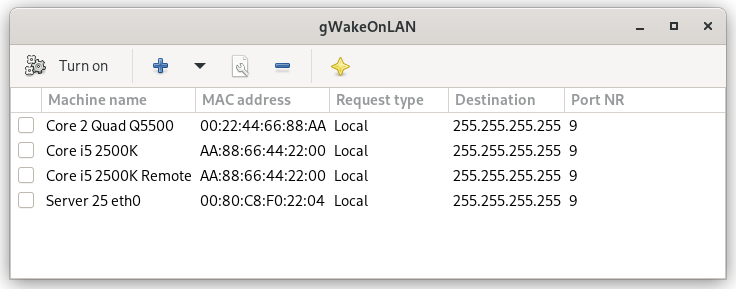 gWakeOnLAN
Turn on
Machine name MAC address Request type Destination Port NR
Core 2 Quad Q5500 00:22:44:66:88:AA Local 255.255.255.255 9
Core i5 2500K AA:88:66:44:22:00 Local 255.255.255.255 9
Core i5 2500K Remote AA:88:66:44:22:00 Local 255.255.255.255 9
Server 25 eth0 00:80:C8:F0:22:04 Local 255.255.255.255 9